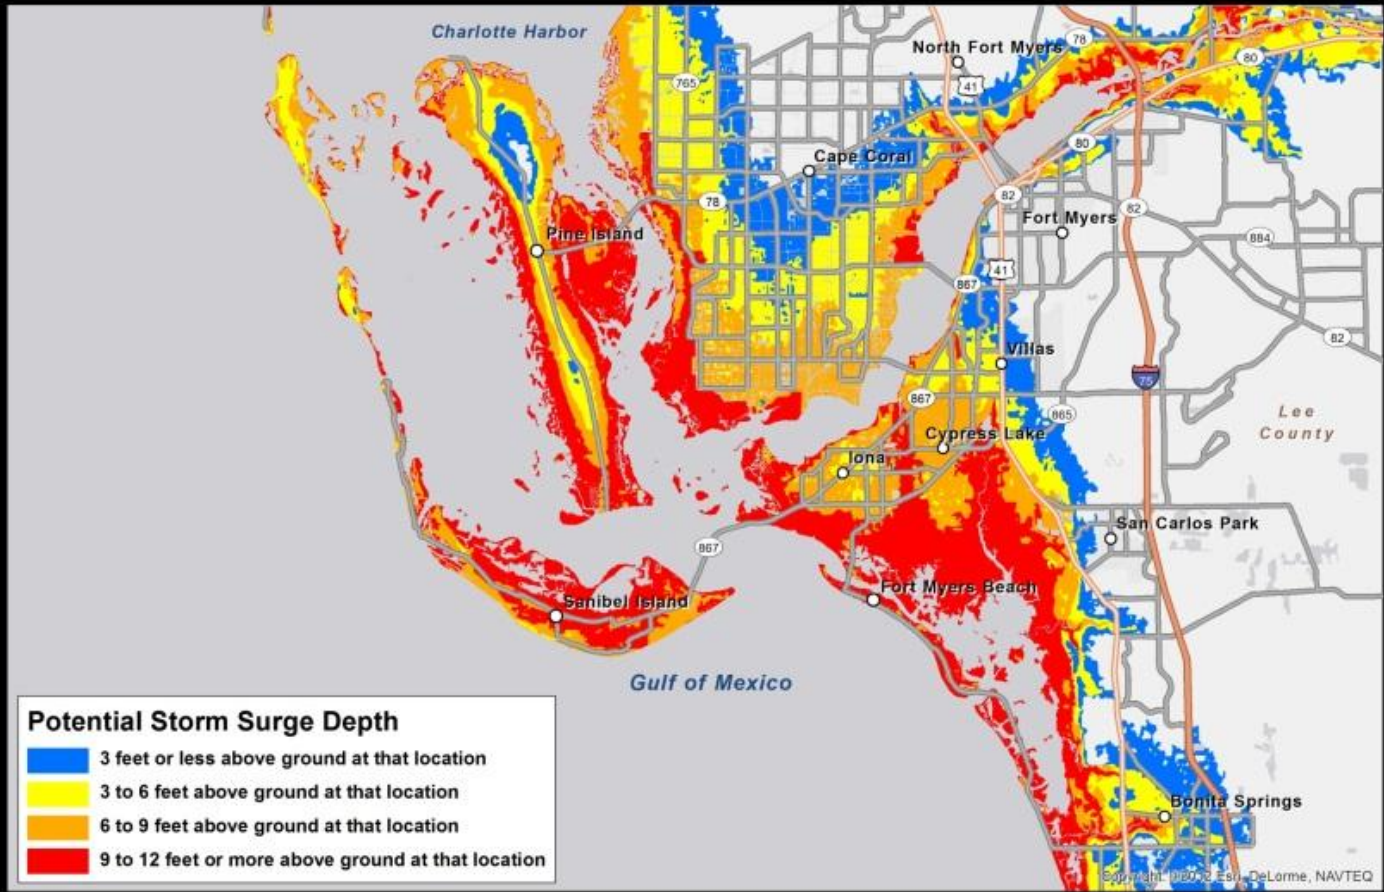 Charlotte Harbor
North Fort Myers
78
80
765
41
Cape Coral
80
78
82
82
Fort Myers
Pine Island
884
41
867
82
Villas
75
867
865
Lee
County
Cypress Lake
Iona
San Carlos Park
867
Fort Myers Beach
Sanibel Island
Gulf of Mexico
Potential Storm Surge Depth
3 feet or less above ground at that location
3 to 6 feet above ground at that location
6 to 9 feet above ground at that location
9 to 12 feet or more above ground at that location
Bonita Springs
Copyright: ©2012 Esri, DeLorme, NAVTEQ